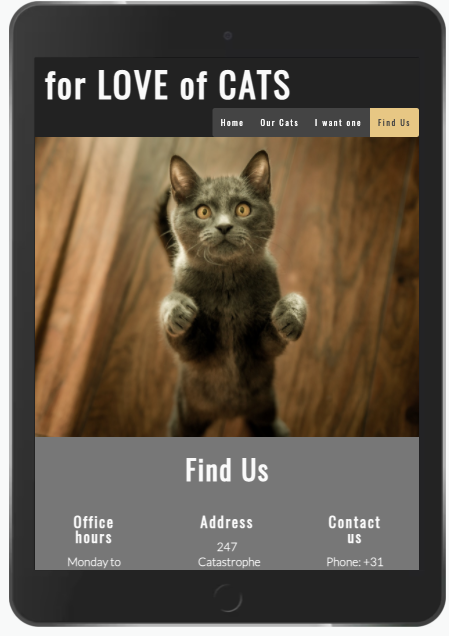 for LOVE of CATS
Home Our Cats I want one Find Us
Find Us
Office
hours
Monday to
Address
247
Catastrophe
Contact
us
Phone: +31